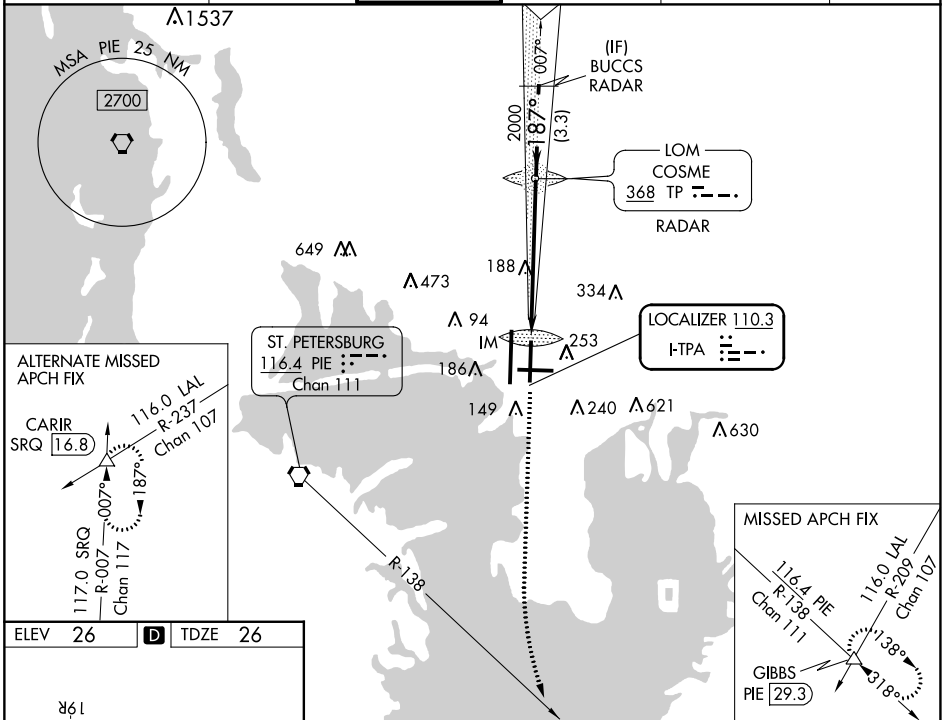 1537
MSA PIE 25 NM
2700
007°
(IF)
BUCCS
RADAR
2000
187°
(3.3)
LOM
COSME
368 TP
RADAR
649
473
188
334
94
IM
253
LOCALIZER 110.3
I-TPA
ST. PETERSBURG
116.4 PIE
Chan 111
186
149
240
621
630
ALTERNATE MISSED
APCH FIX
116.0 LAL
R-237
Chan 107
CARIR
SRQ 16.8
007°
187°
117.0 SRQ
R-007
Chan 117
R-138
MISSED APCH FIX
116.4 PIE
R-138
Chan 111
116.0 LAL
R-209
Chan 107
138°
318°
GIBBS
PIE 29.3
ELEV 26 D TDZE 26
19R